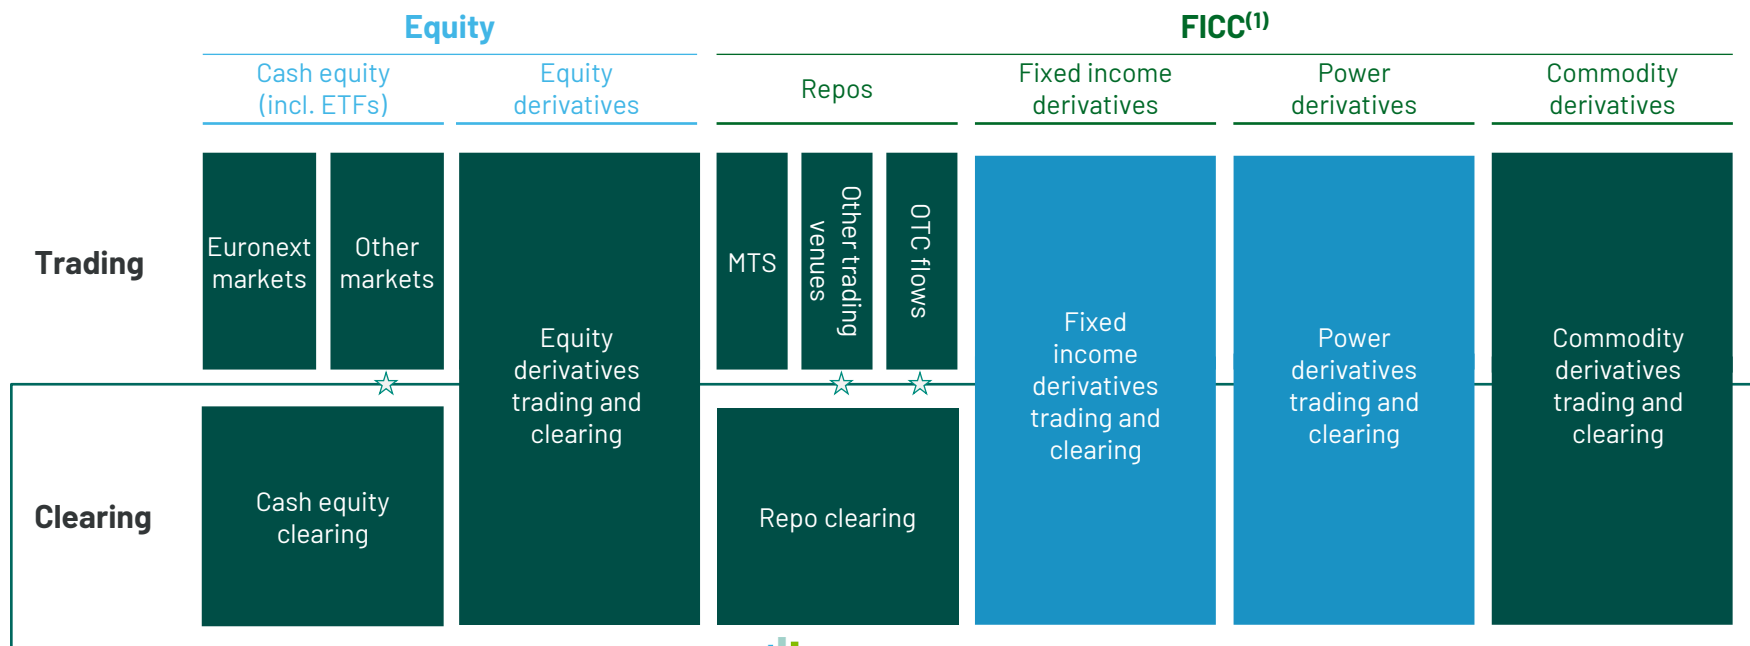 Equity
FICC(1)
Cash equity
(incl. ETFs)
Equity
derivatives
Repos
Fixed income
derivatives
Power
derivatives
Commodity
derivatives
Trading
Euronext
markets
Other
markets
Equity
derivatives
trading and
clearing
MTS
Other trading
venues
OTC flows
Fixed
income
derivatives
trading and
clearing
Power
derivatives
trading and
clearing
Commodity
derivatives
trading and
clearing
Clearing
Cash equity
clearing
Repo clearing